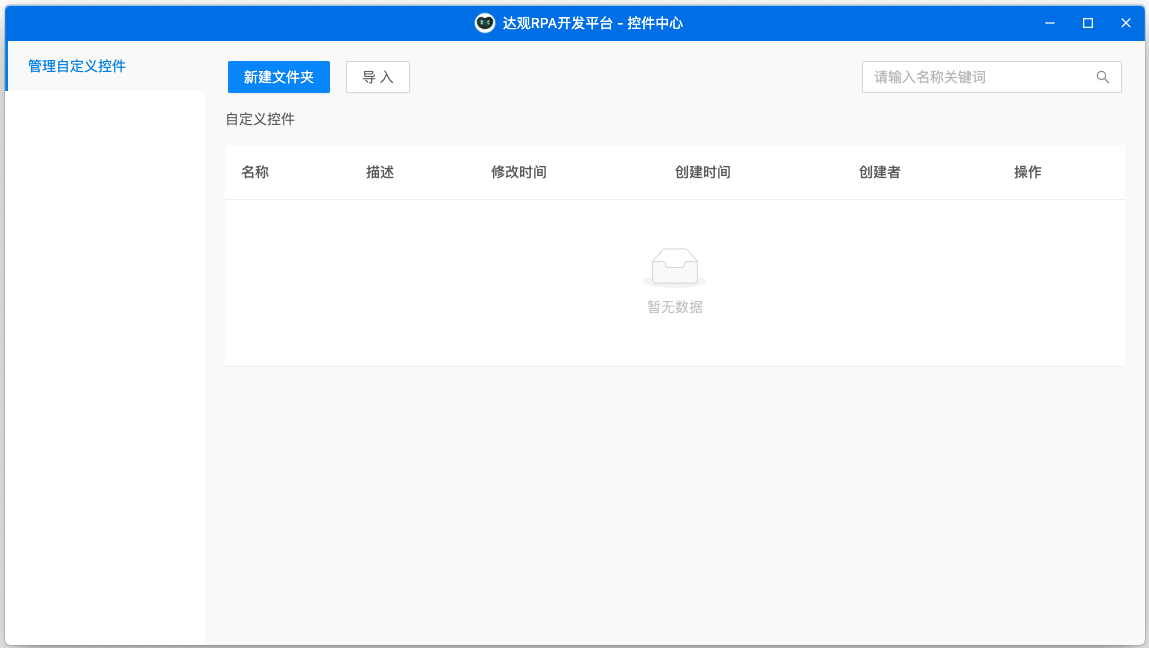 达观RPA开发平台 - 控件中心
管理自定义控件
新建文件夹 导 入 请输入名称关键词
自定义控件
名称 描述 修改时间 创建时间 创建者 操作
暂无数据